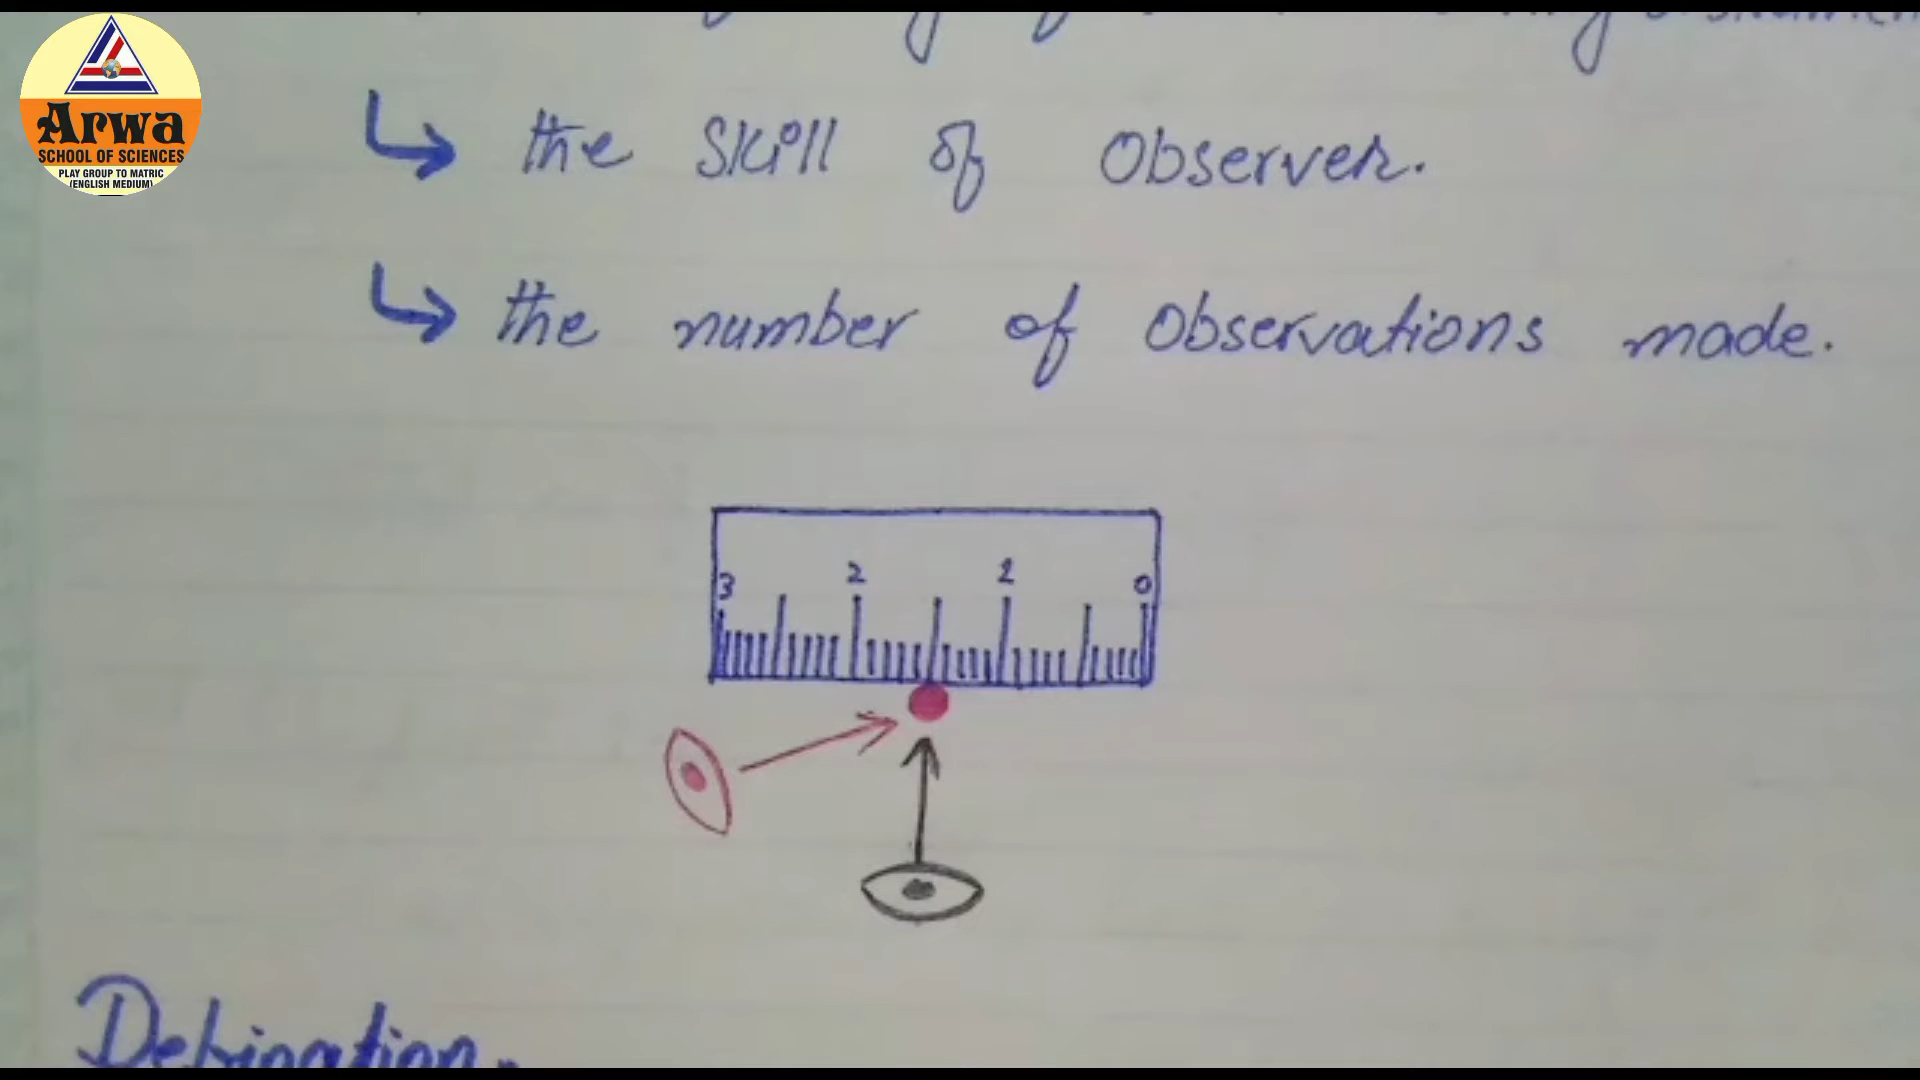 Arwa
SCHOOL OF SCIENCES
PLAY GROUP TO MATRIC
(ENGLISH MEDIUM)
the skill of Observer.
the number of Observations made.
3 2 1 0